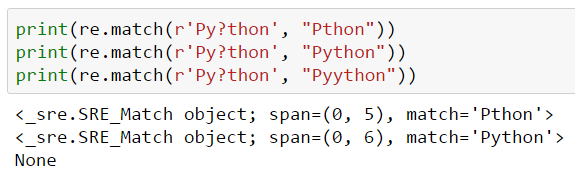 print(re.match(r'Py?thon', "Pthon"))
print(re.match(r'Py?thon', "Python"))
print(re.match(r'Py?thon', "Pyython"))
<_sre.SRE_Match object; span=(0, 5), match='Pthon'>
<_sre.SRE_Match object; span=(0, 6), match='Python'>
None